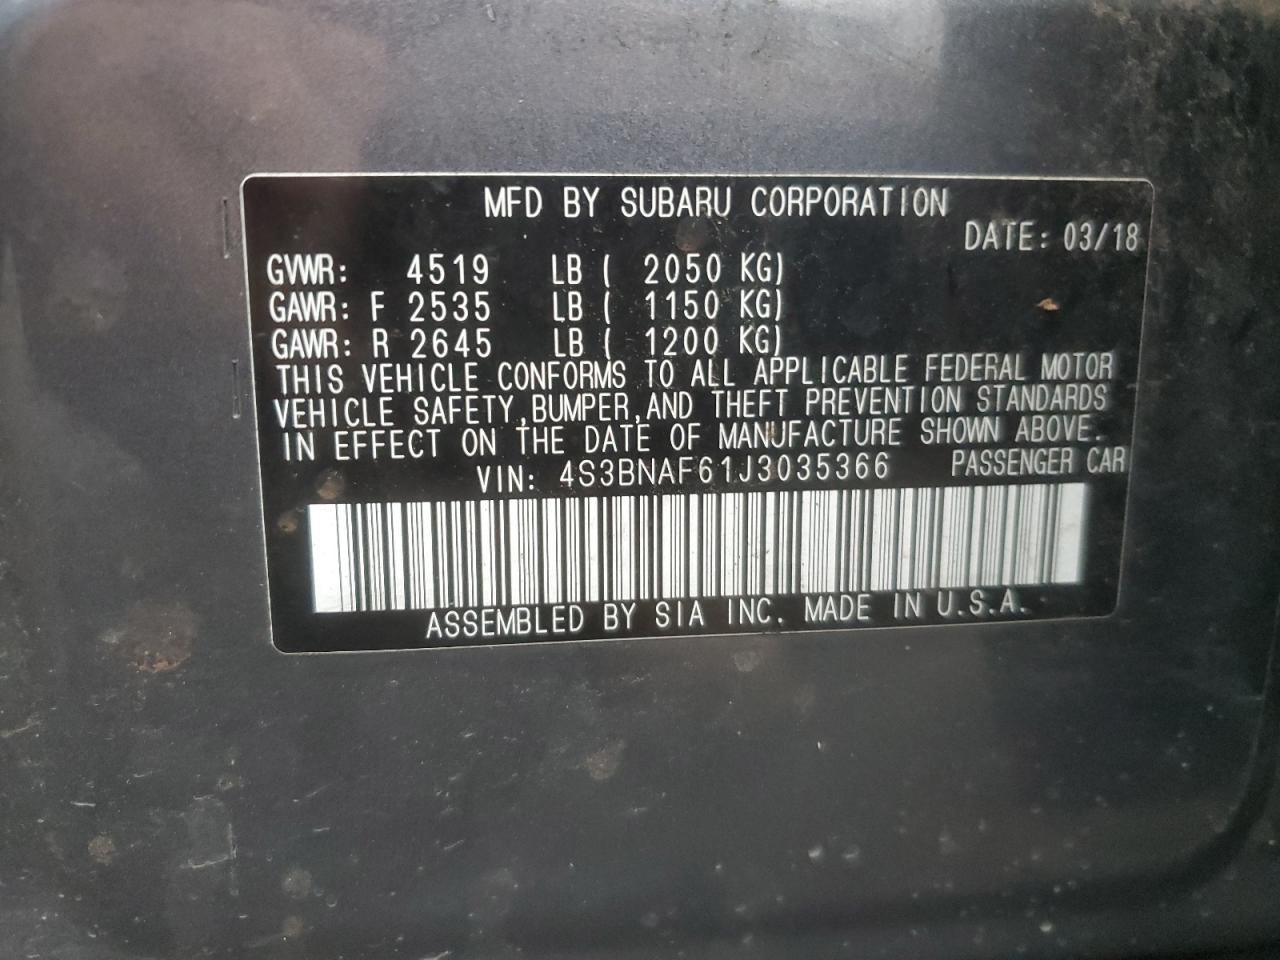 MFD BY SUBARU CORPORATION
DATE: 03/18
GVWR: 4519 LB ( 2050 KG)
GAWR: F 2535 LB ( 1150 KG)
GAWR: R 2645 LB ( 1200 KG)
THIS VEHICLE CONFORMS TO ALL APPLICABLE FEDERAL MOTOR
VEHICLE SAFETY,BUMPER,AND THEFT PREVENTION STANDARDS
IN EFFECT ON THE DATE OF MANUFACTURE SHOWN ABOVE.
VIN: 4S3BNAF61J3035366 PASSENGER CAR
ASSEMBLED BY SIA INC. MADE IN U.S.A.